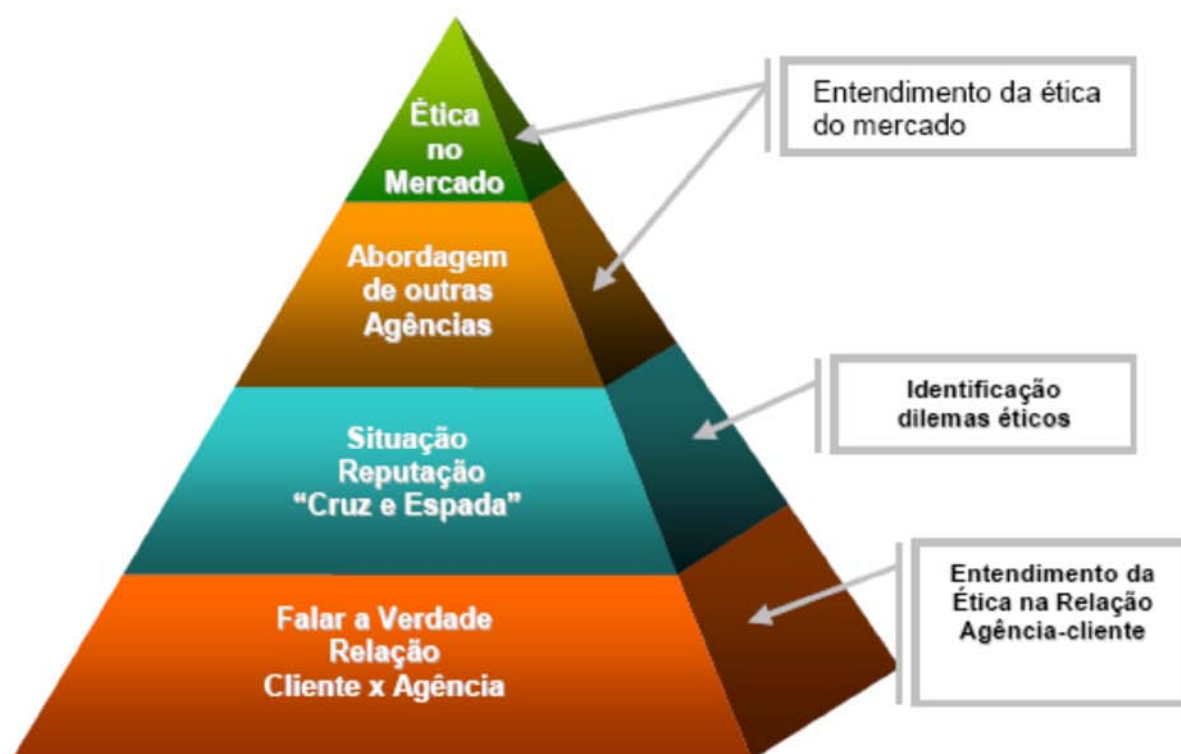 Ética
no
Mercado
Entendimento da ética
do mercado
Abordagem
de outras
Agências
Identificação
dilemas éticos
Situação
Reputação
“Cruz e Espada”
Entendimento da
Ética na Relação
Agência-cliente
Falar a Verdade
Relação
Cliente x Agência